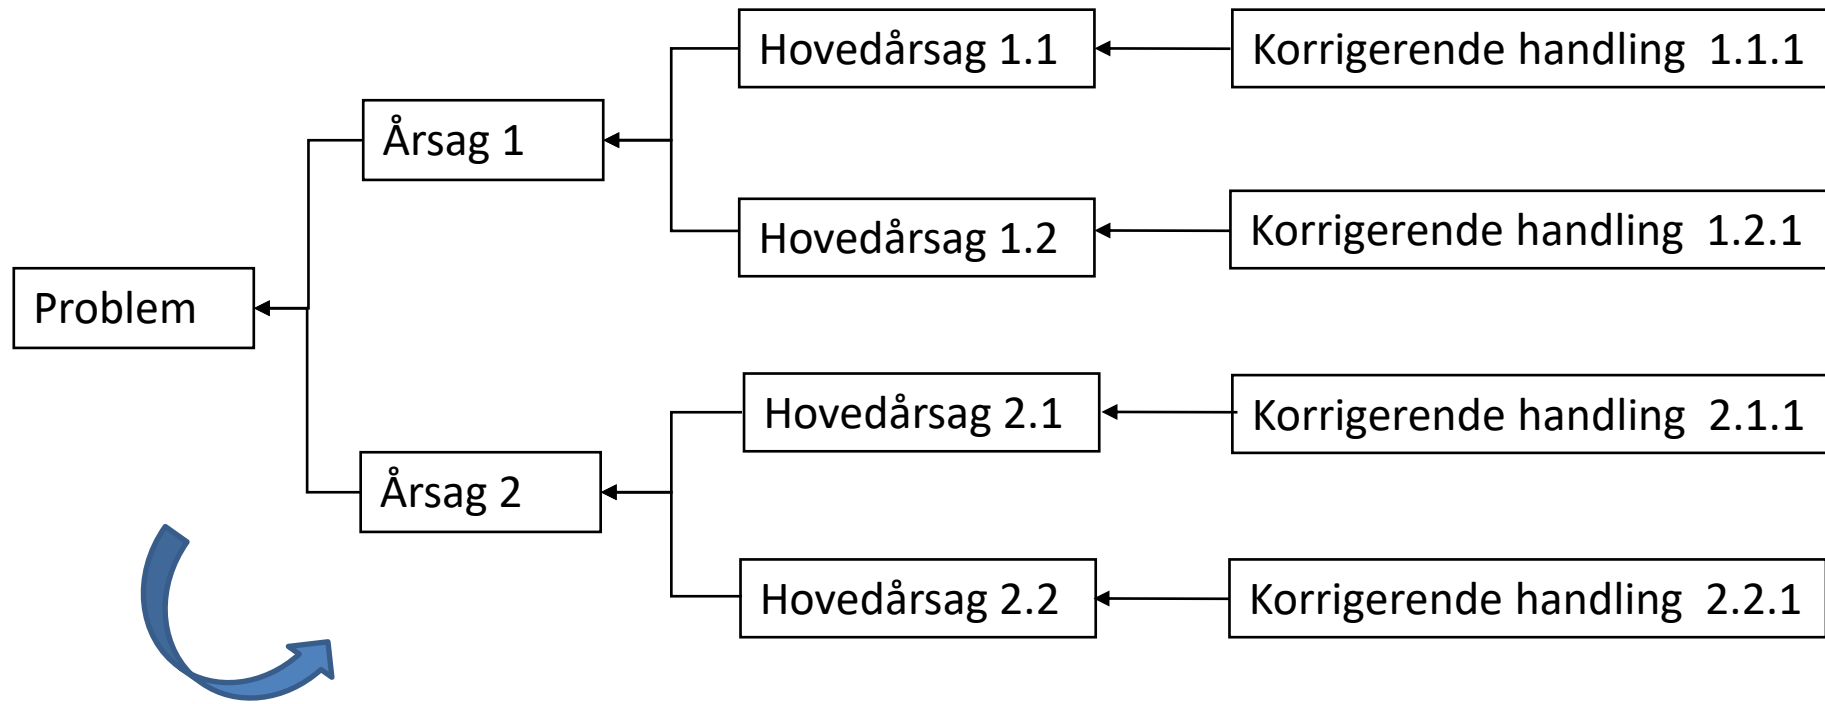 Hovedårsag 1.1
Korrigerende handling 1.1.1
Årsag 1
Hovedårsag 1.2
Korrigerende handling 1.2.1
Problem
Hovedårsag 2.1
Korrigerende handling 2.1.1
Årsag 2
Hovedårsag 2.2
Korrigerende handling 2.2.1